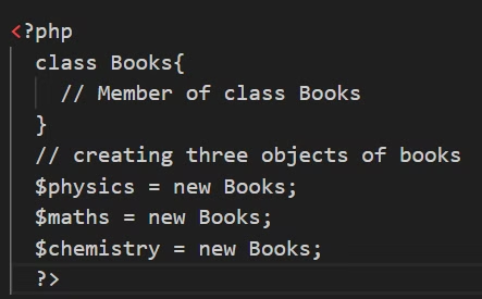 <?php
class Books{
// Member of class Books
}
// creating three objects of books
$physics = new Books;
$maths = new Books;
$chemistry = new Books;
?>